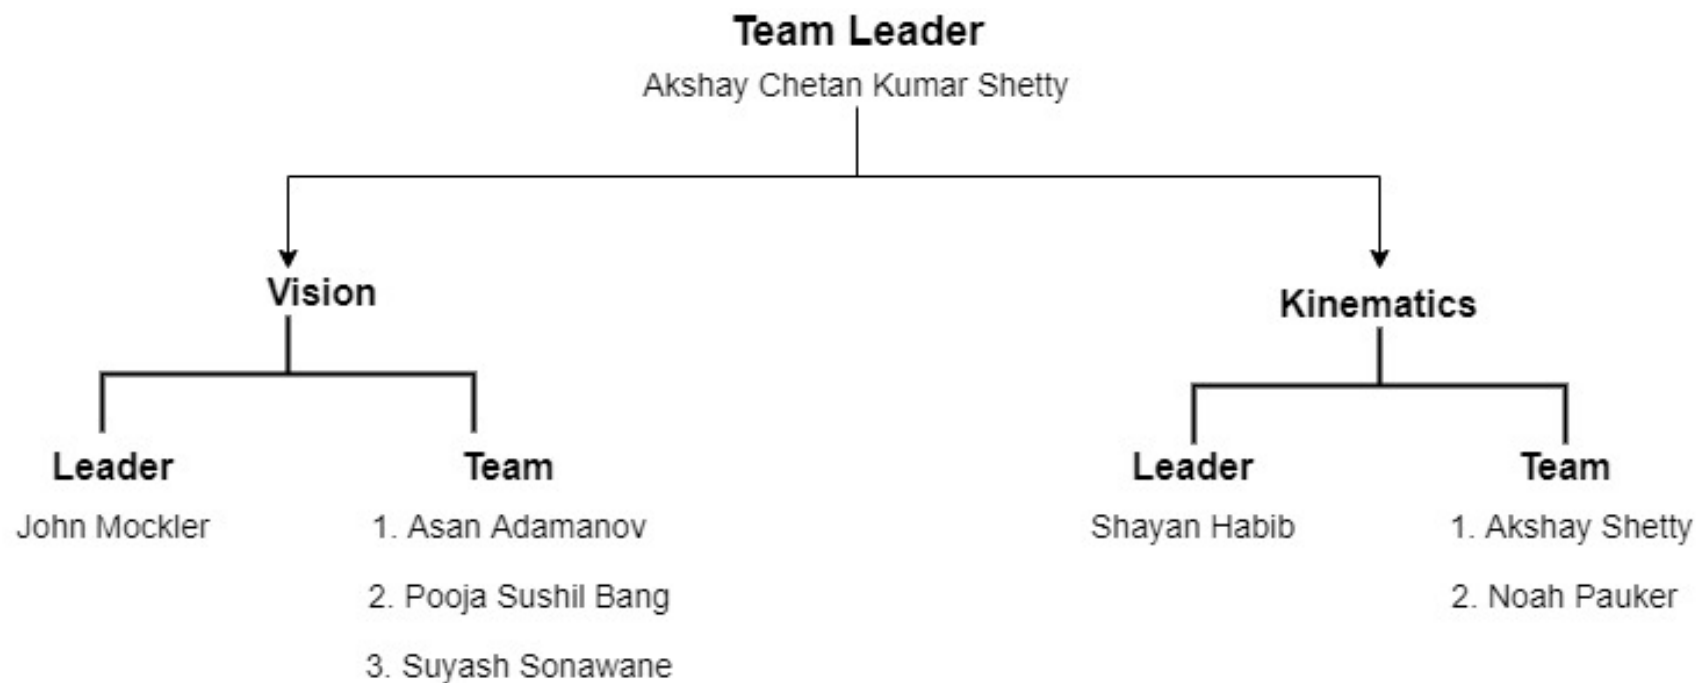 Team Leader
Akshay Chetan Kumar Shetty
Vision
Leader
John Mockler
Team
1. Asan Adamanov
2. Pooja Sushil Bang
3. Suyash Sonawane
Kinematics
Leader
Shayan Habib
Team
1. Akshay Shetty
2. Noah Pauker